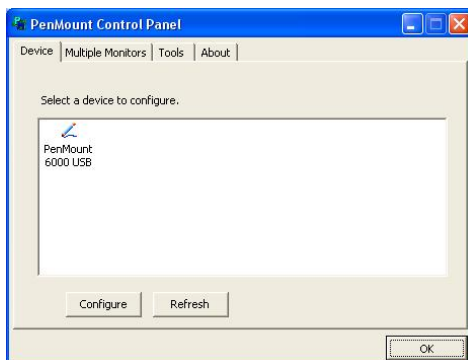 PenMount Control Panel
Device Multiple Monitors Tools About
Select a device to configure.
PenMount
6000 USB
Configure Refresh
OK